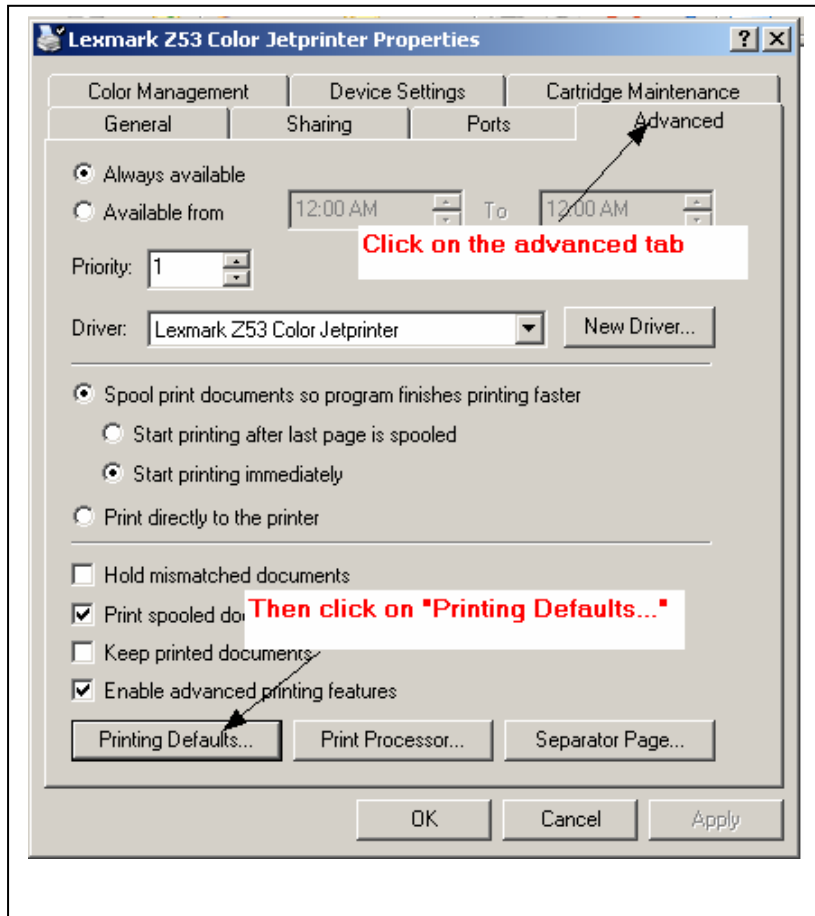 Lexmark Z53 Color Jetprinter Properties
Color Management Device Settings Cartridge Maintenance
General Sharing Ports Advanced
Always available
Available from 12:00 AM To 12:00 AM
Click on the advanced tab
Priority: 1
Driver: Lexmark Z53 Color Jetprinter New Driver...
Spool print documents so program finishes printing faster
Start printing after last page is spooled
Start printing immediately
Print directly to the printer
Hold mismatched documents
Print spooled Then click on "Printing Defaults..."
Keep printed documents
Enable advanced printing features
Printing Defaults... Print Processor... Separator Page...
OK Cancel Apply